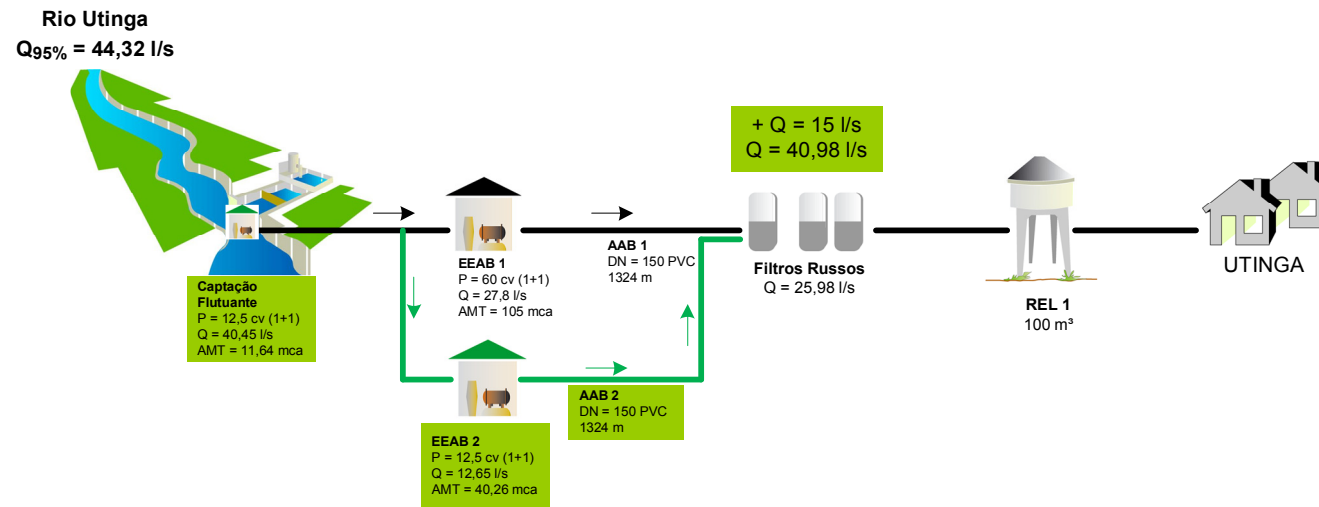 Rio Utinga
Q95% = 44,32 l/s
+ Q = 15 l/s
Q = 40,98 l/s
Captação
Flutuante
P = 12,5 cv (1+1)
Q = 40,45 l/s
AMT = 11,64 mca
EEAB 1
P = 60 cv (1+1)
Q = 27,8 l/s
AMT = 105 mca
AAB 1
DN = 150 PVC
1324 m
Filtros Russos
Q = 25,98 l/s
REL 1
100 m³
UTINGA
EEAB 2
P = 12,5 cv (1+1)
Q = 12,65 l/s
AMT = 40,26 mca
AAB 2
DN = 150 PVC
1324 m